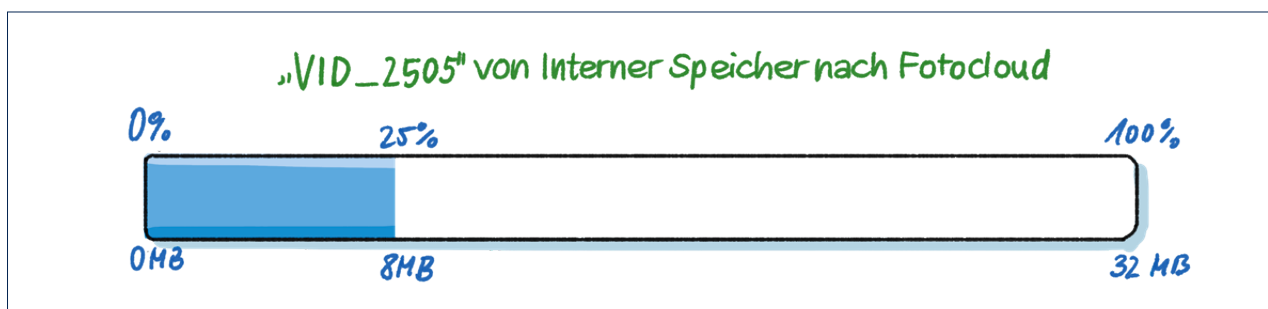 „VID_2505" von Interner Speicher nach Fotocloud
0% 25% 100%
0MB 8MB 32 MB